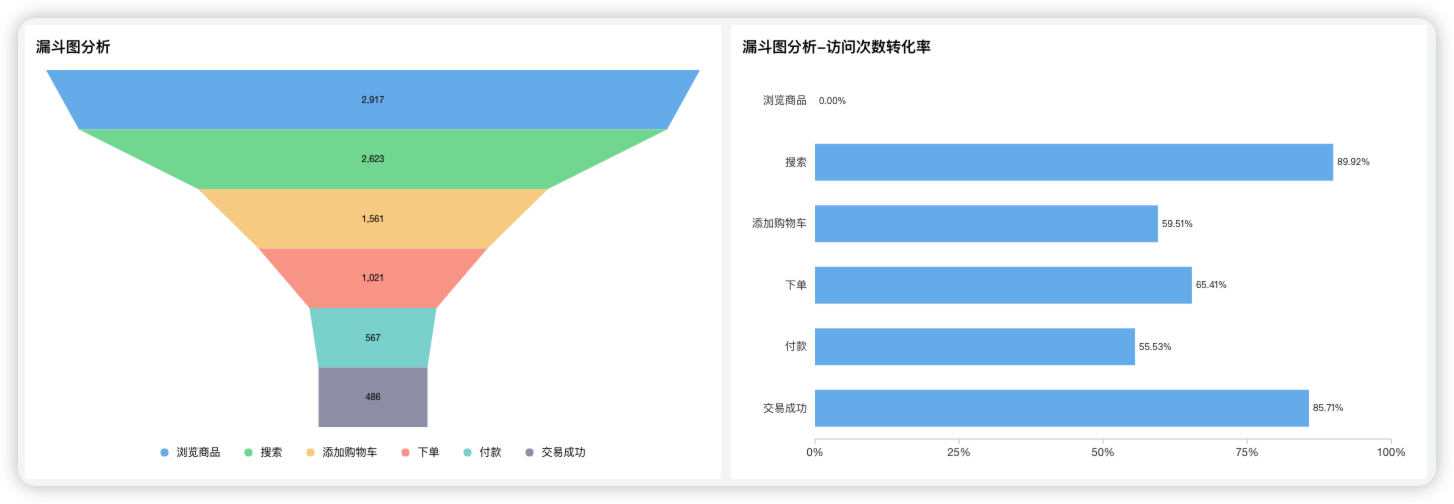 漏斗图分析
2,917
2,623
1,561
1,021
567
486
浏览商品 搜索 添加购物车 下单 付款 交易成功
漏斗图分析-访问次数转化率
浏览商品 0.00%
搜索 89.92%
添加购物车 59.51%
下单 65.41%
付款 55.53%
交易成功 85.71%
0% 25% 50% 75% 100%